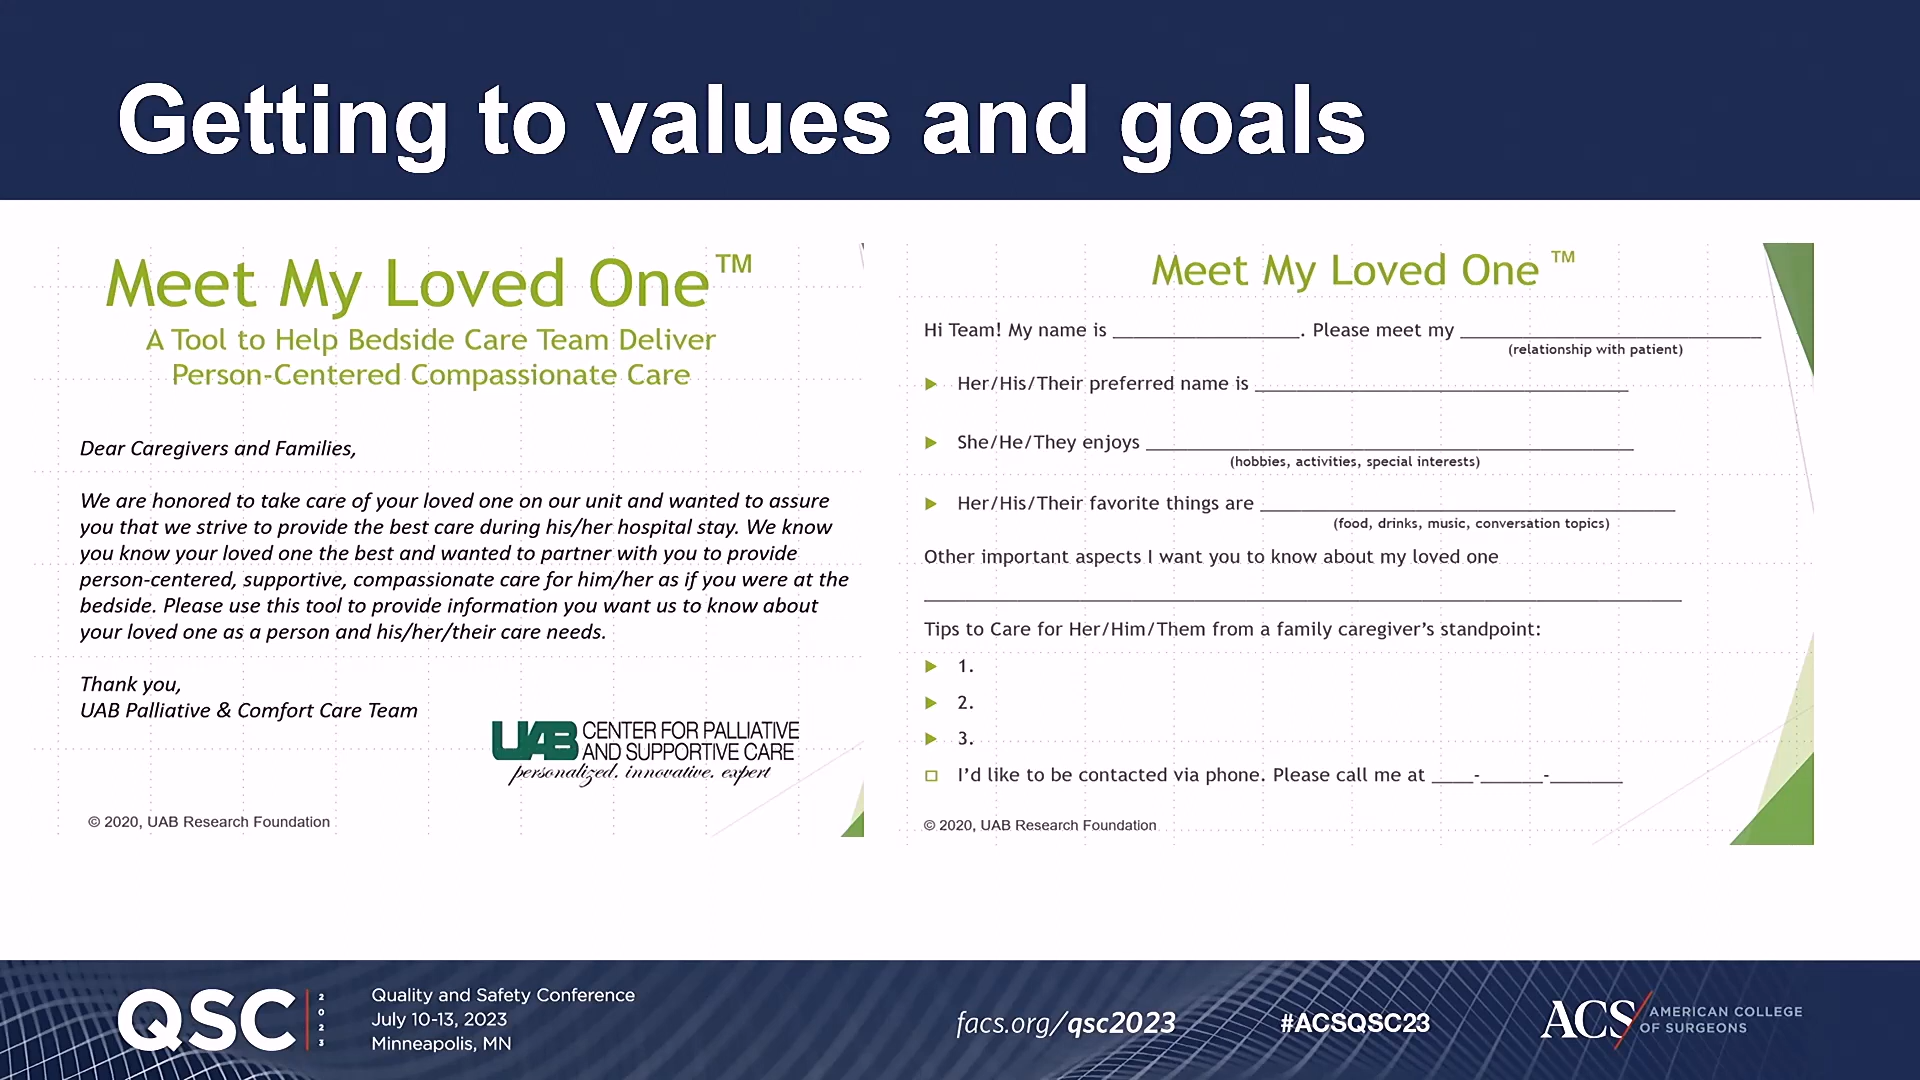 Getting to values and goals
Meet My Loved One™
A Tool to Help Bedside Care Team Deliver
Person-Centered Compassionate Care
Dear Caregivers and Families,
We are honored to take care of your loved one on our unit and wanted to assure
you that we strive to provide the best care during his/her hospital stay. We know
you know your loved one the best and wanted to partner with you to provide
person-centered, supportive, compassionate care for him/her as if you were at the
bedside. Please use this tool to provide information you want us to know about
your loved one as a person and his/her/their care needs.
Thank you,
UAB Palliative & Comfort Care Team
UAB CENTER FOR PALLIATIVE
AND SUPPORTIVE CARE
personalized. innovative. expert
© 2020, UAB Research Foundation
Meet My Loved One ™
Hi Team! My name is __________________. Please meet my _____________________________
(relationship with patient)
Her/His/Their preferred name is ____________________________________
She/He/They enjoys _______________________________________________
(hobbies, activities, special interests)
Her/His/Their favorite things are ________________________________________
(food, drinks, music, conversation topics)
Other important aspects I want you to know about my loved one
_________________________________________________________________________
Tips to Care for Her/Him/Them from a family caregiver’s standpoint:
1.
2.
3.
I’d like to be contacted via phone. Please call me at ____-______-_______
© 2020, UAB Research Foundation
QSC 2023
Quality and Safety Conference
July 10-13, 2023
Minneapolis, MN
facs.org/qsc2023
#ACSQSC23
ACS AMERICAN COLLEGE
OF SURGEONS